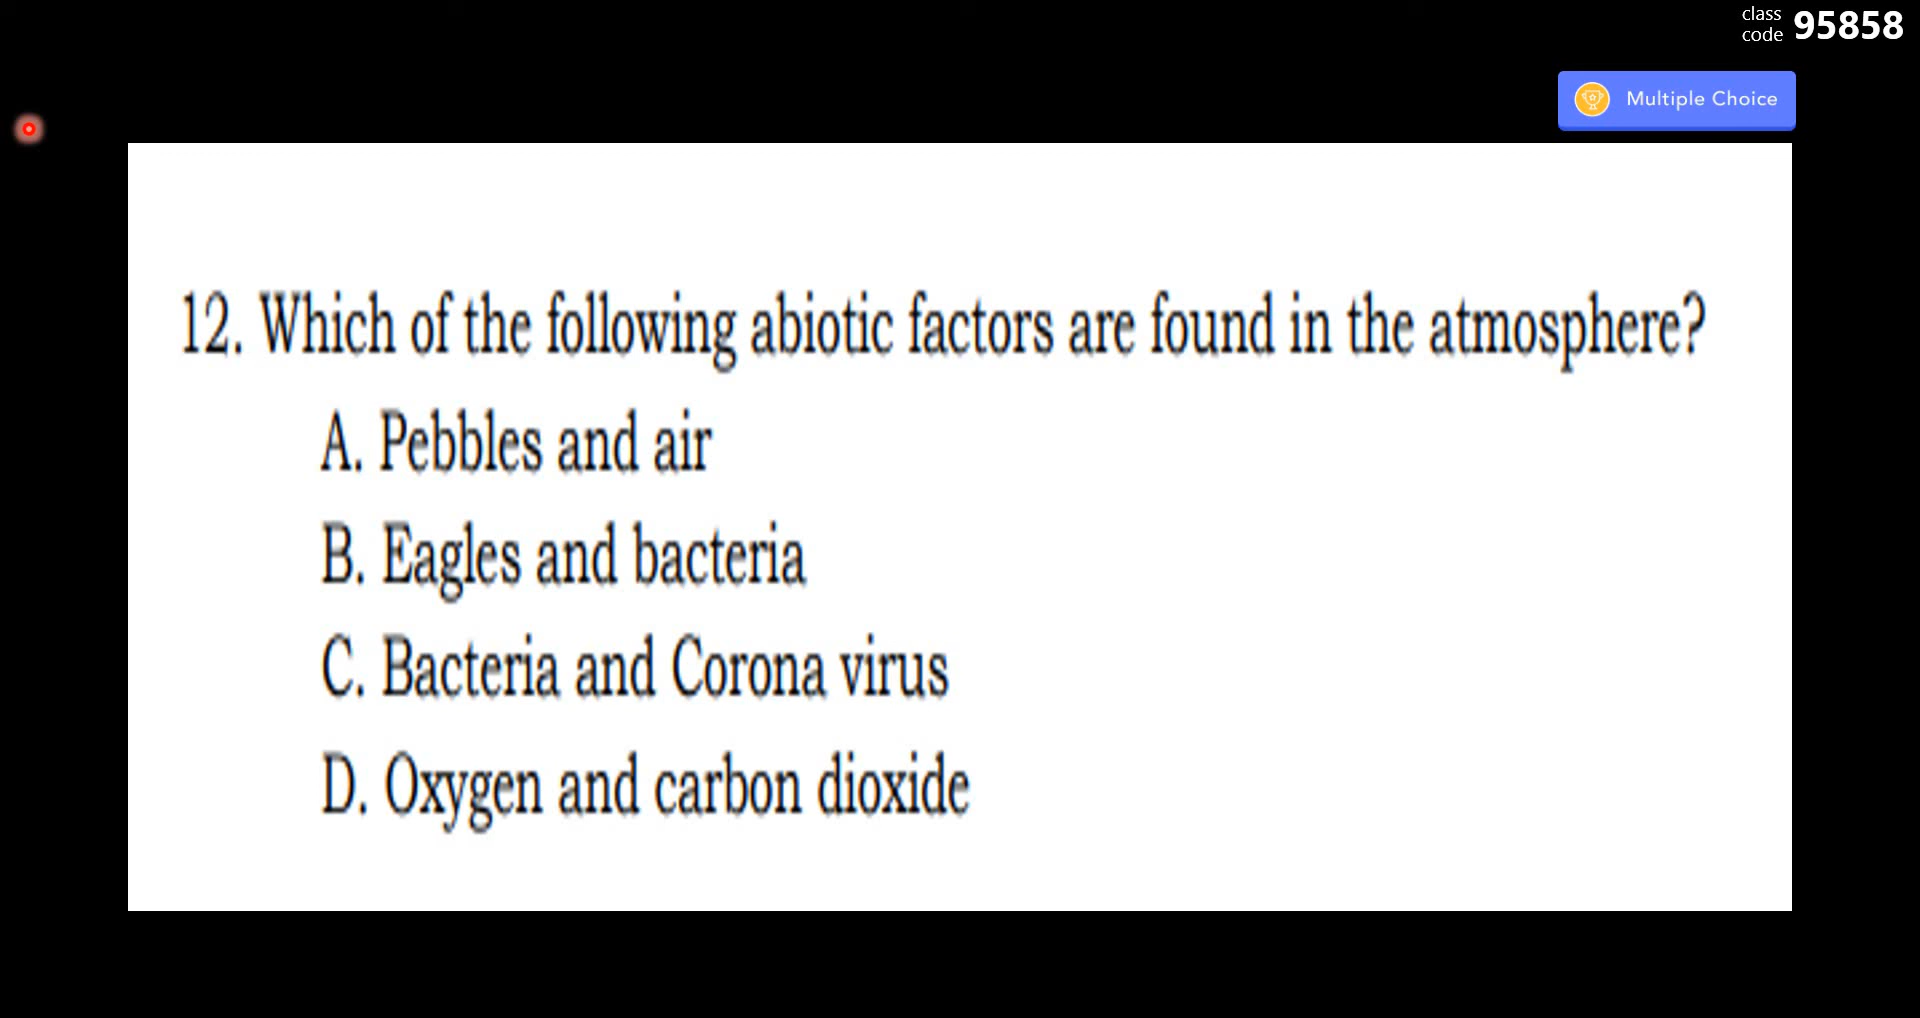 class
code 95858
Multiple Choice
12. Which of the following abiotic factors are found in the atmosphere?
A. Pebbles and air
B. Eagles and bacteria
C. Bacteria and Corona virus
D. Oxygen and carbon dioxide